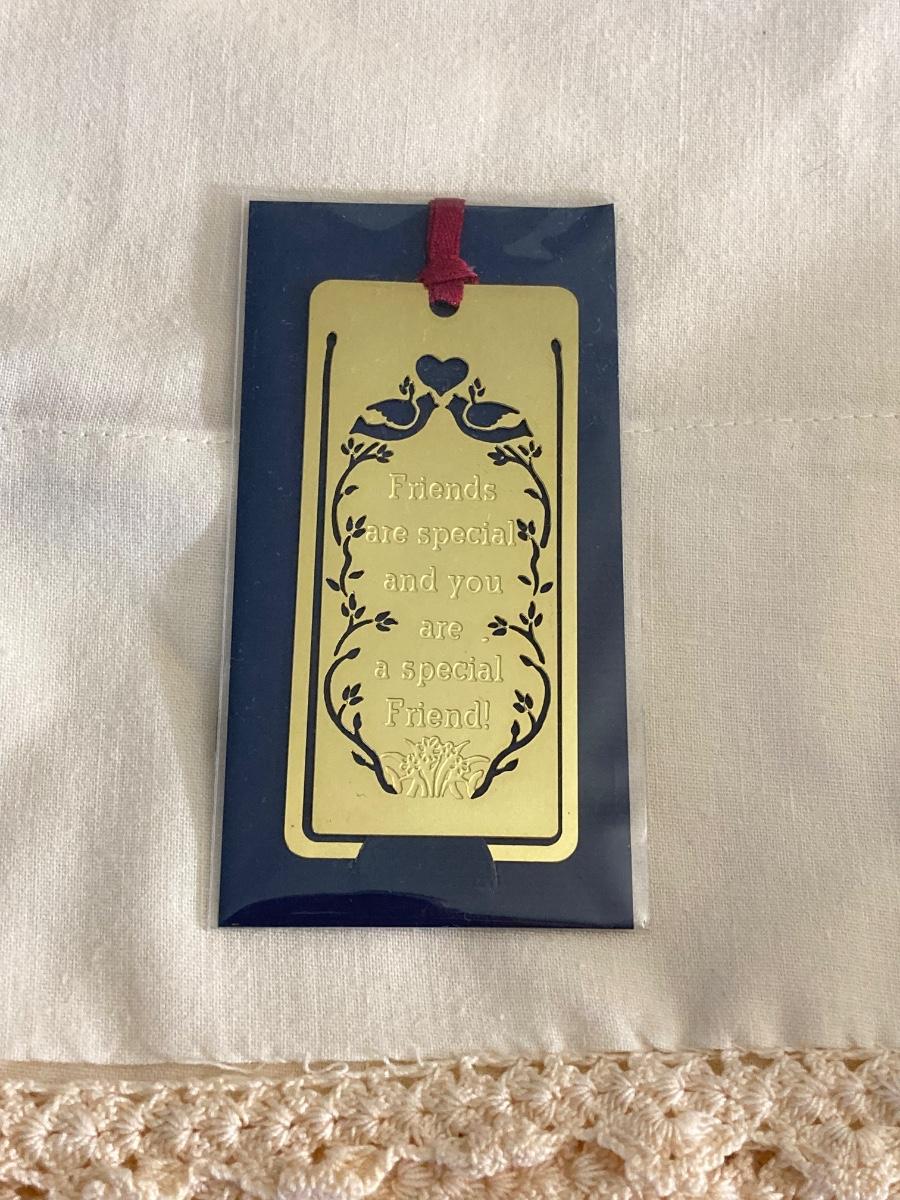 Friends
are special
and you
are
a special
Friend!